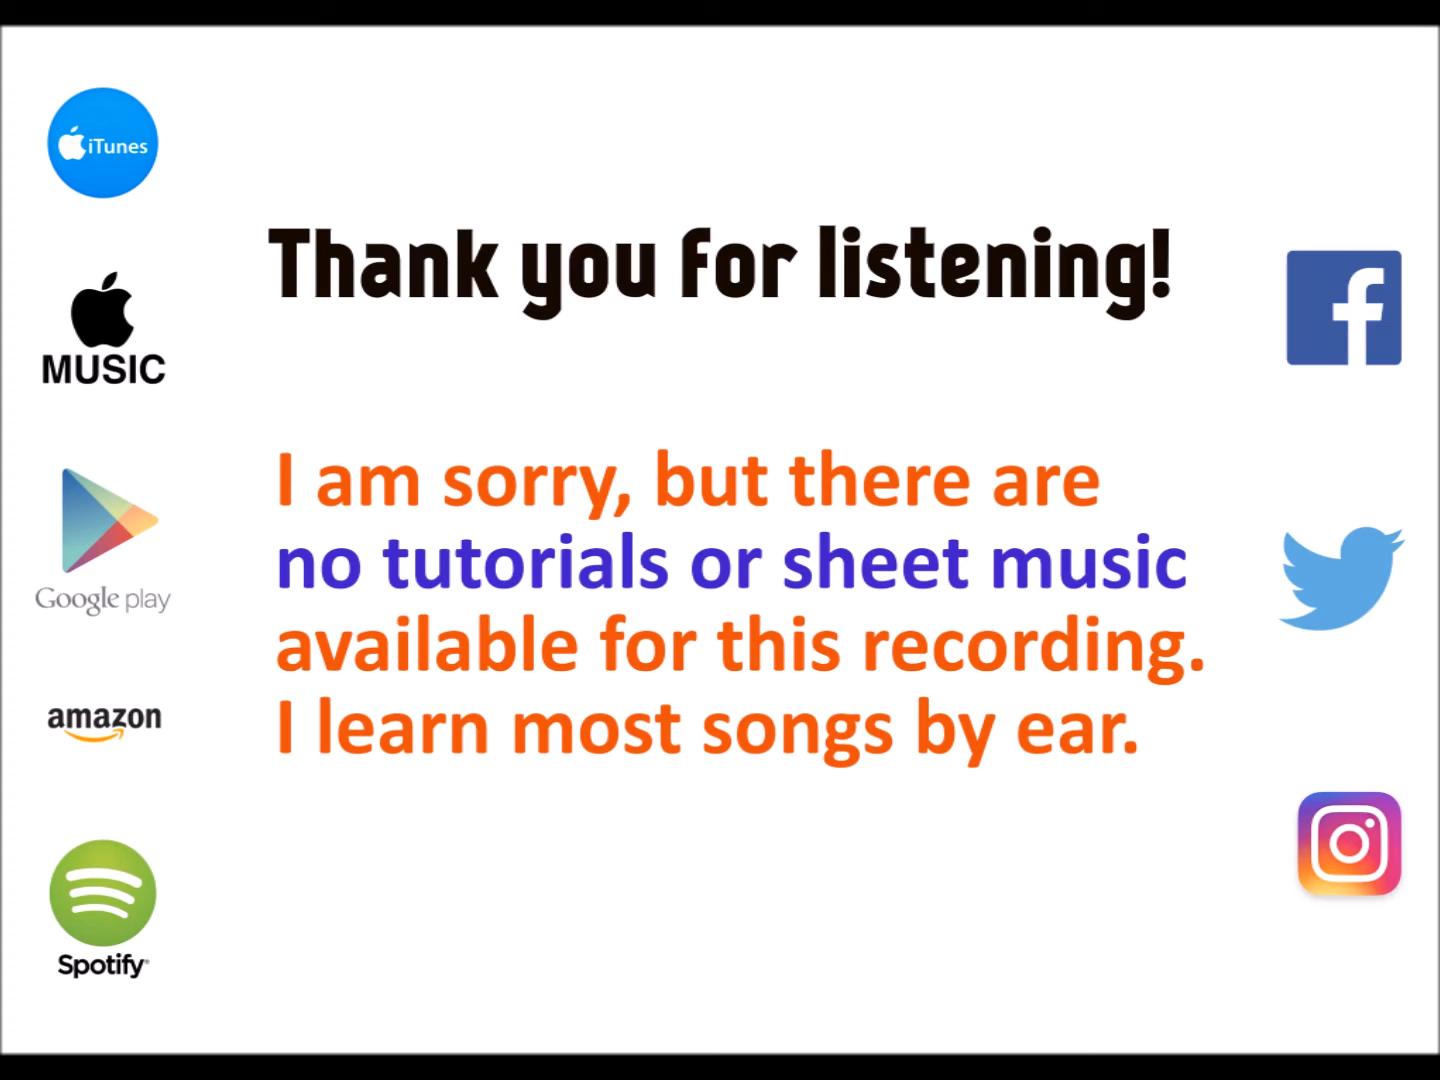 iTunes
Thank you for listening!
MUSIC
I am sorry, but there are
no tutorials or sheet music
available for this recording.
I learn most songs by ear.
Google play
amazon
Spotify